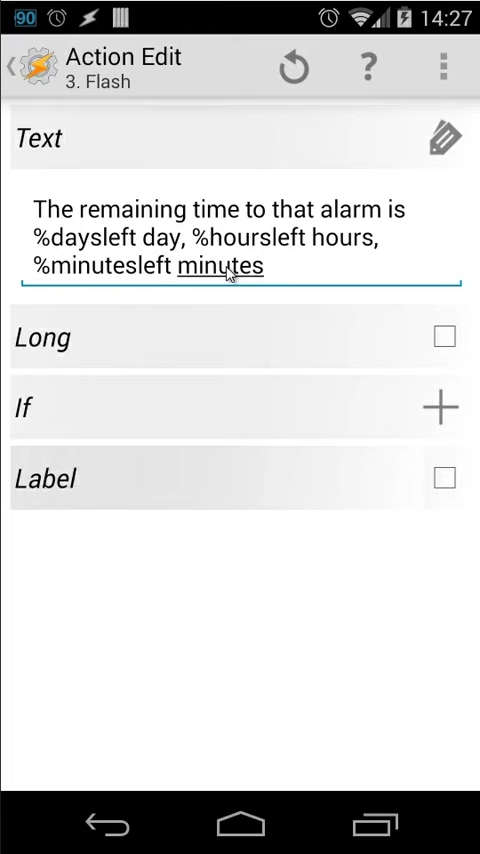 90
14:27
Action Edit
3. Flash
?
Text
The remaining time to that alarm is
%daysleft day, %hoursleft hours,
%minutesleft minutes
Long
If
Label